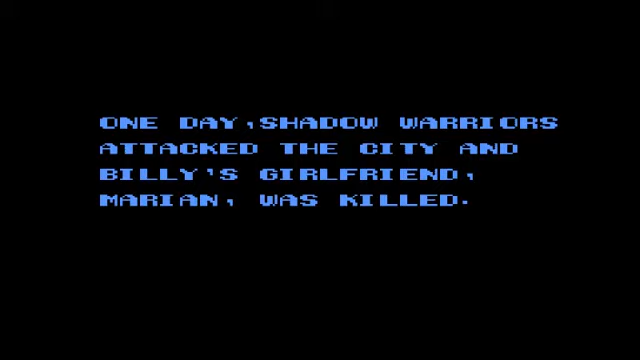 ONE DAY,SHADOW WARRIORS
ATTACKED THE CITY AND
BILLY'S GIRLFRIEND,
MARIAN, WAS KILLED.